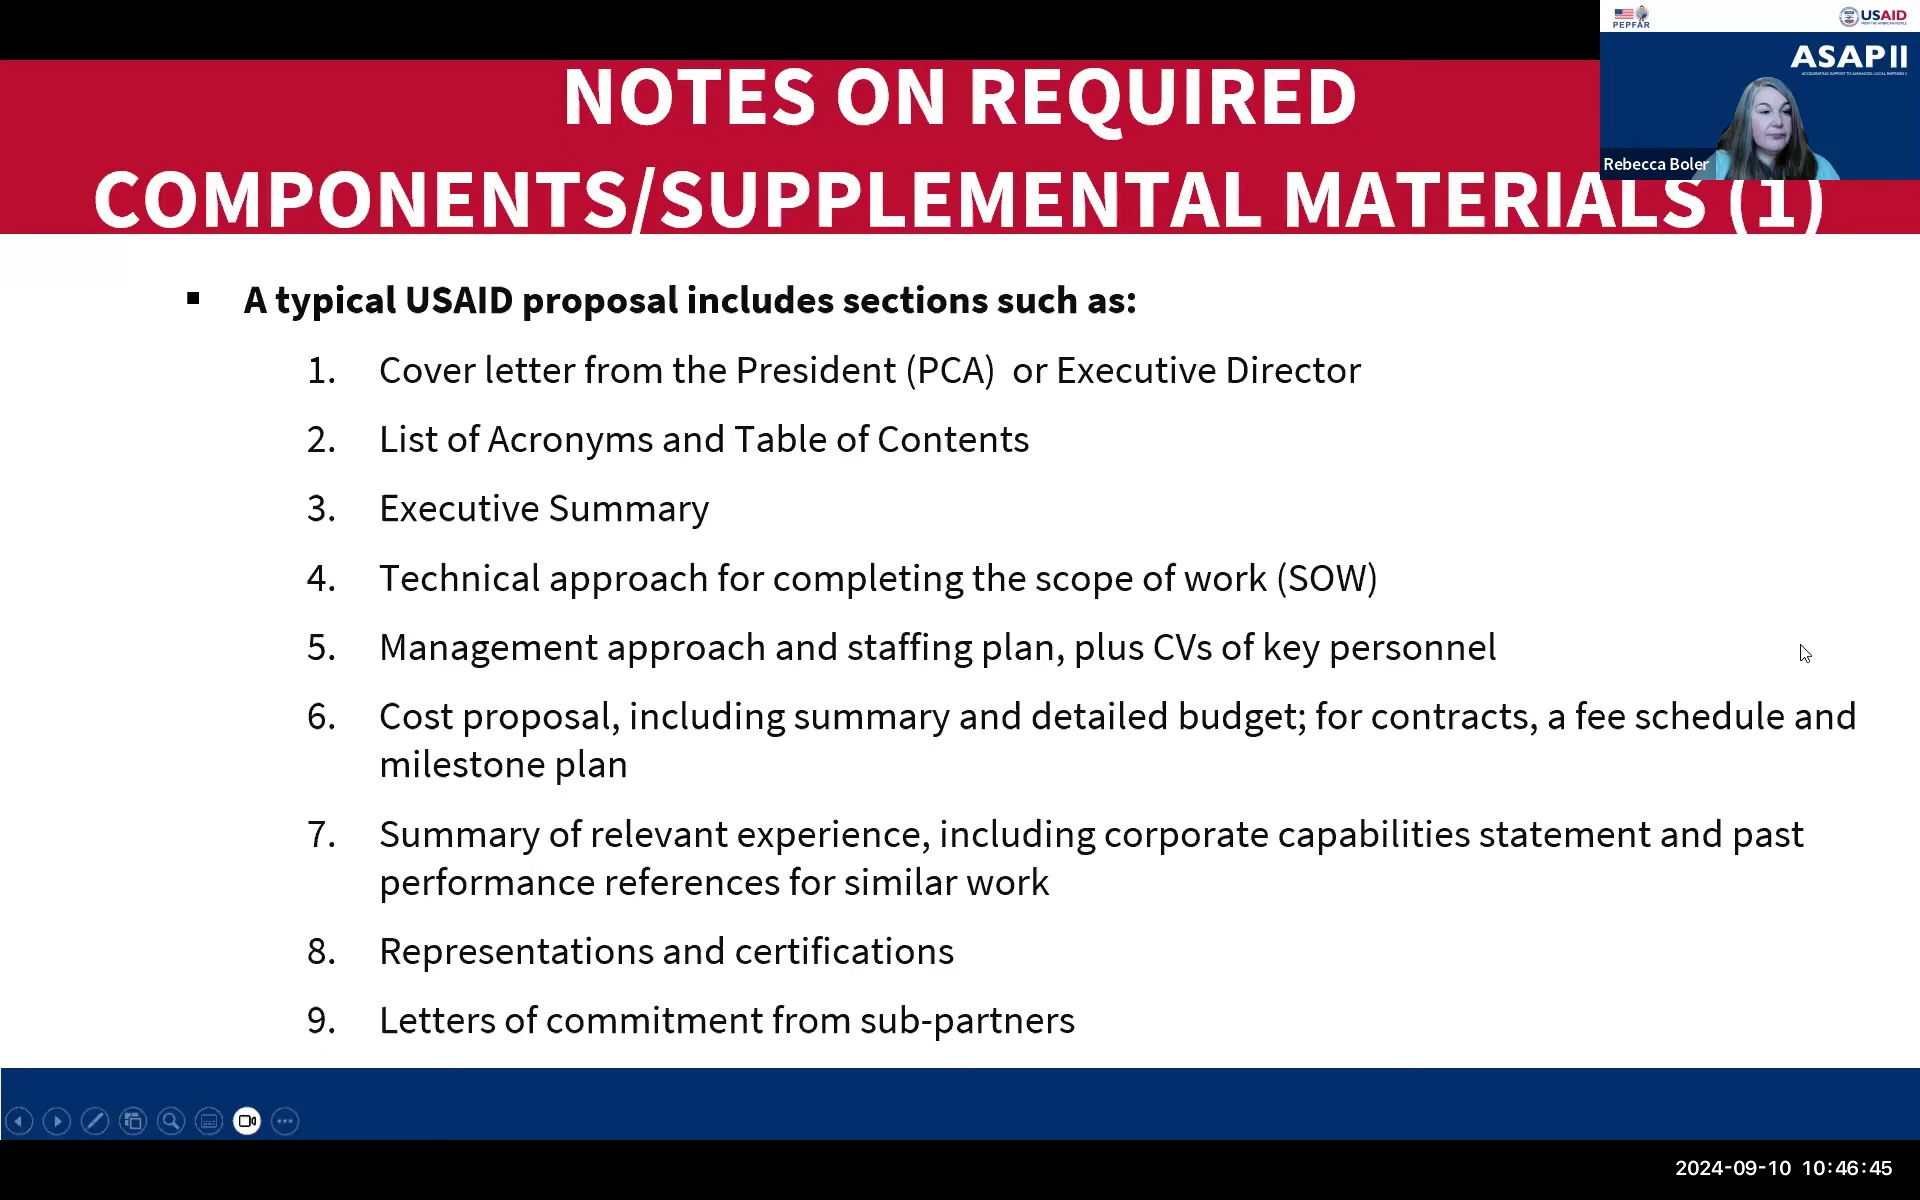 PEPFAR
USAID
FROM THE AMERICAN PEOPLE
ASAP II
ACCELERATING SUPPORT TO ADVANCED LOCAL PARTNERS II
Rebecca Boler
NOTES ON REQUIRED
COMPONENTS/SUPPLEMENTAL MATERIALS (1)
▪ A typical USAID proposal includes sections such as:
1. Cover letter from the President (PCA)  or Executive Director
2. List of Acronyms and Table of Contents
3. Executive Summary
4. Technical approach for completing the scope of work (SOW)
5. Management approach and staffing plan, plus CVs of key personnel
6. Cost proposal, including summary and detailed budget; for contracts, a fee schedule and
milestone plan
7. Summary of relevant experience, including corporate capabilities statement and past
performance references for similar work
8. Representations and certifications
9. Letters of commitment from sub-partners
2024-09-10 10:46:45